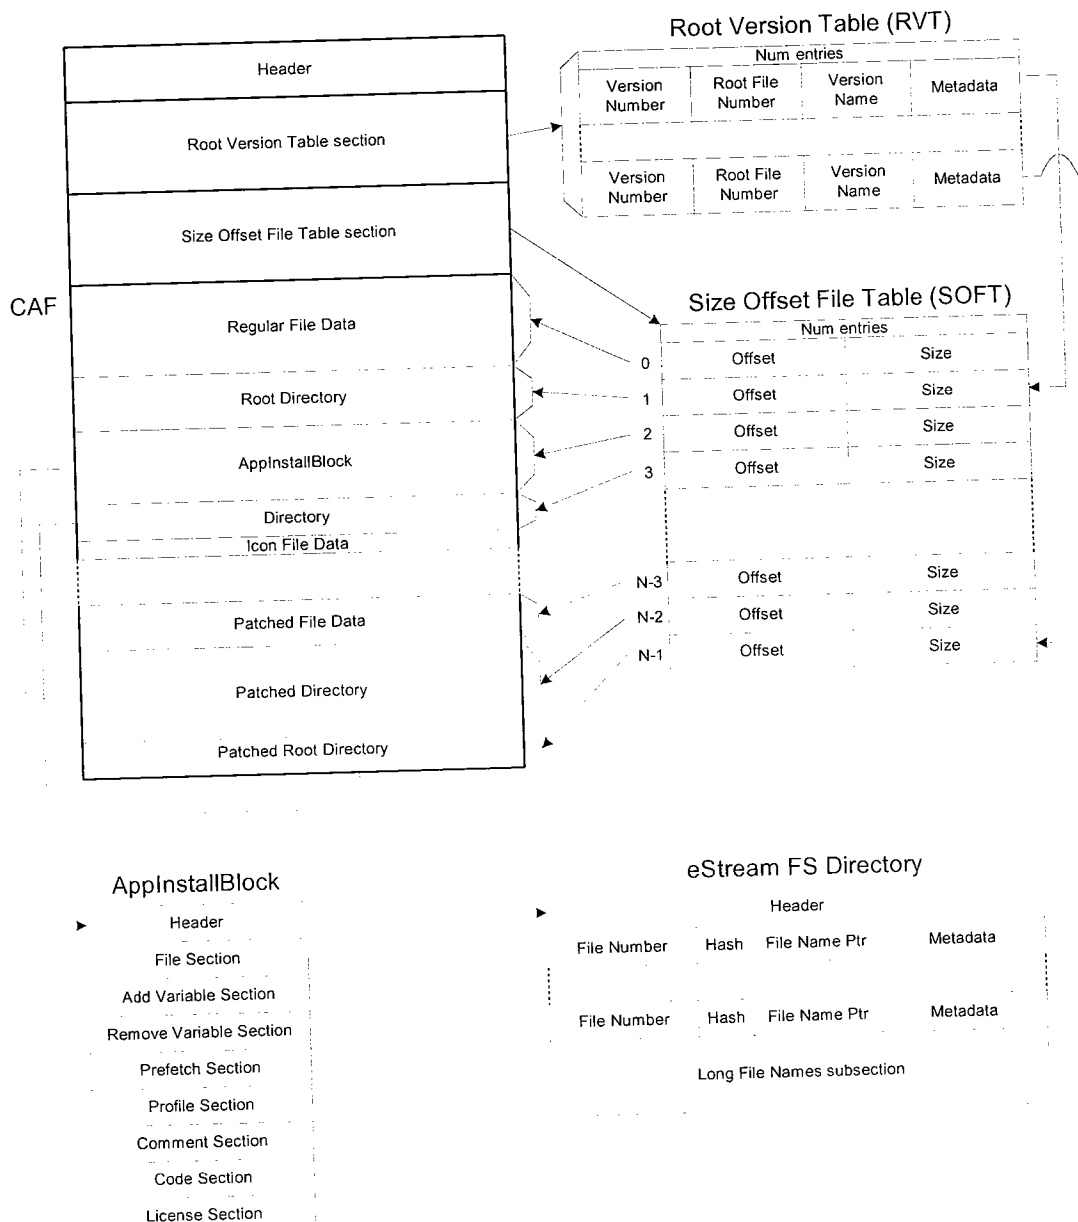 Root Version Table (RVT)
Num entries
Version Number
Root File Number
Version Name
Metadata
Version Number
Root File Number
Version Name
Metadata
CAF
Header
Root Version Table section
Size Offset File Table section
Regular File Data
Root Directory
AppInstallBlock
Directory
Icon File Data
Patched File Data
Patched Directory
Patched Root Directory
Size Offset File Table (SOFT)
Num entries
0 Offset Size
1 Offset Size
2 Offset Size
3 Offset Size
N-3 Offset Size
N-2 Offset Size
N-1 Offset Size
AppInstallBlock
Header
File Section
Add Variable Section
Remove Variable Section
Prefetch Section
Profile Section
Comment Section
Code Section
License Section
eStream FS Directory
Header
File Number Hash File Name Ptr Metadata
File Number Hash File Name Ptr Metadata
Long File Names subsection